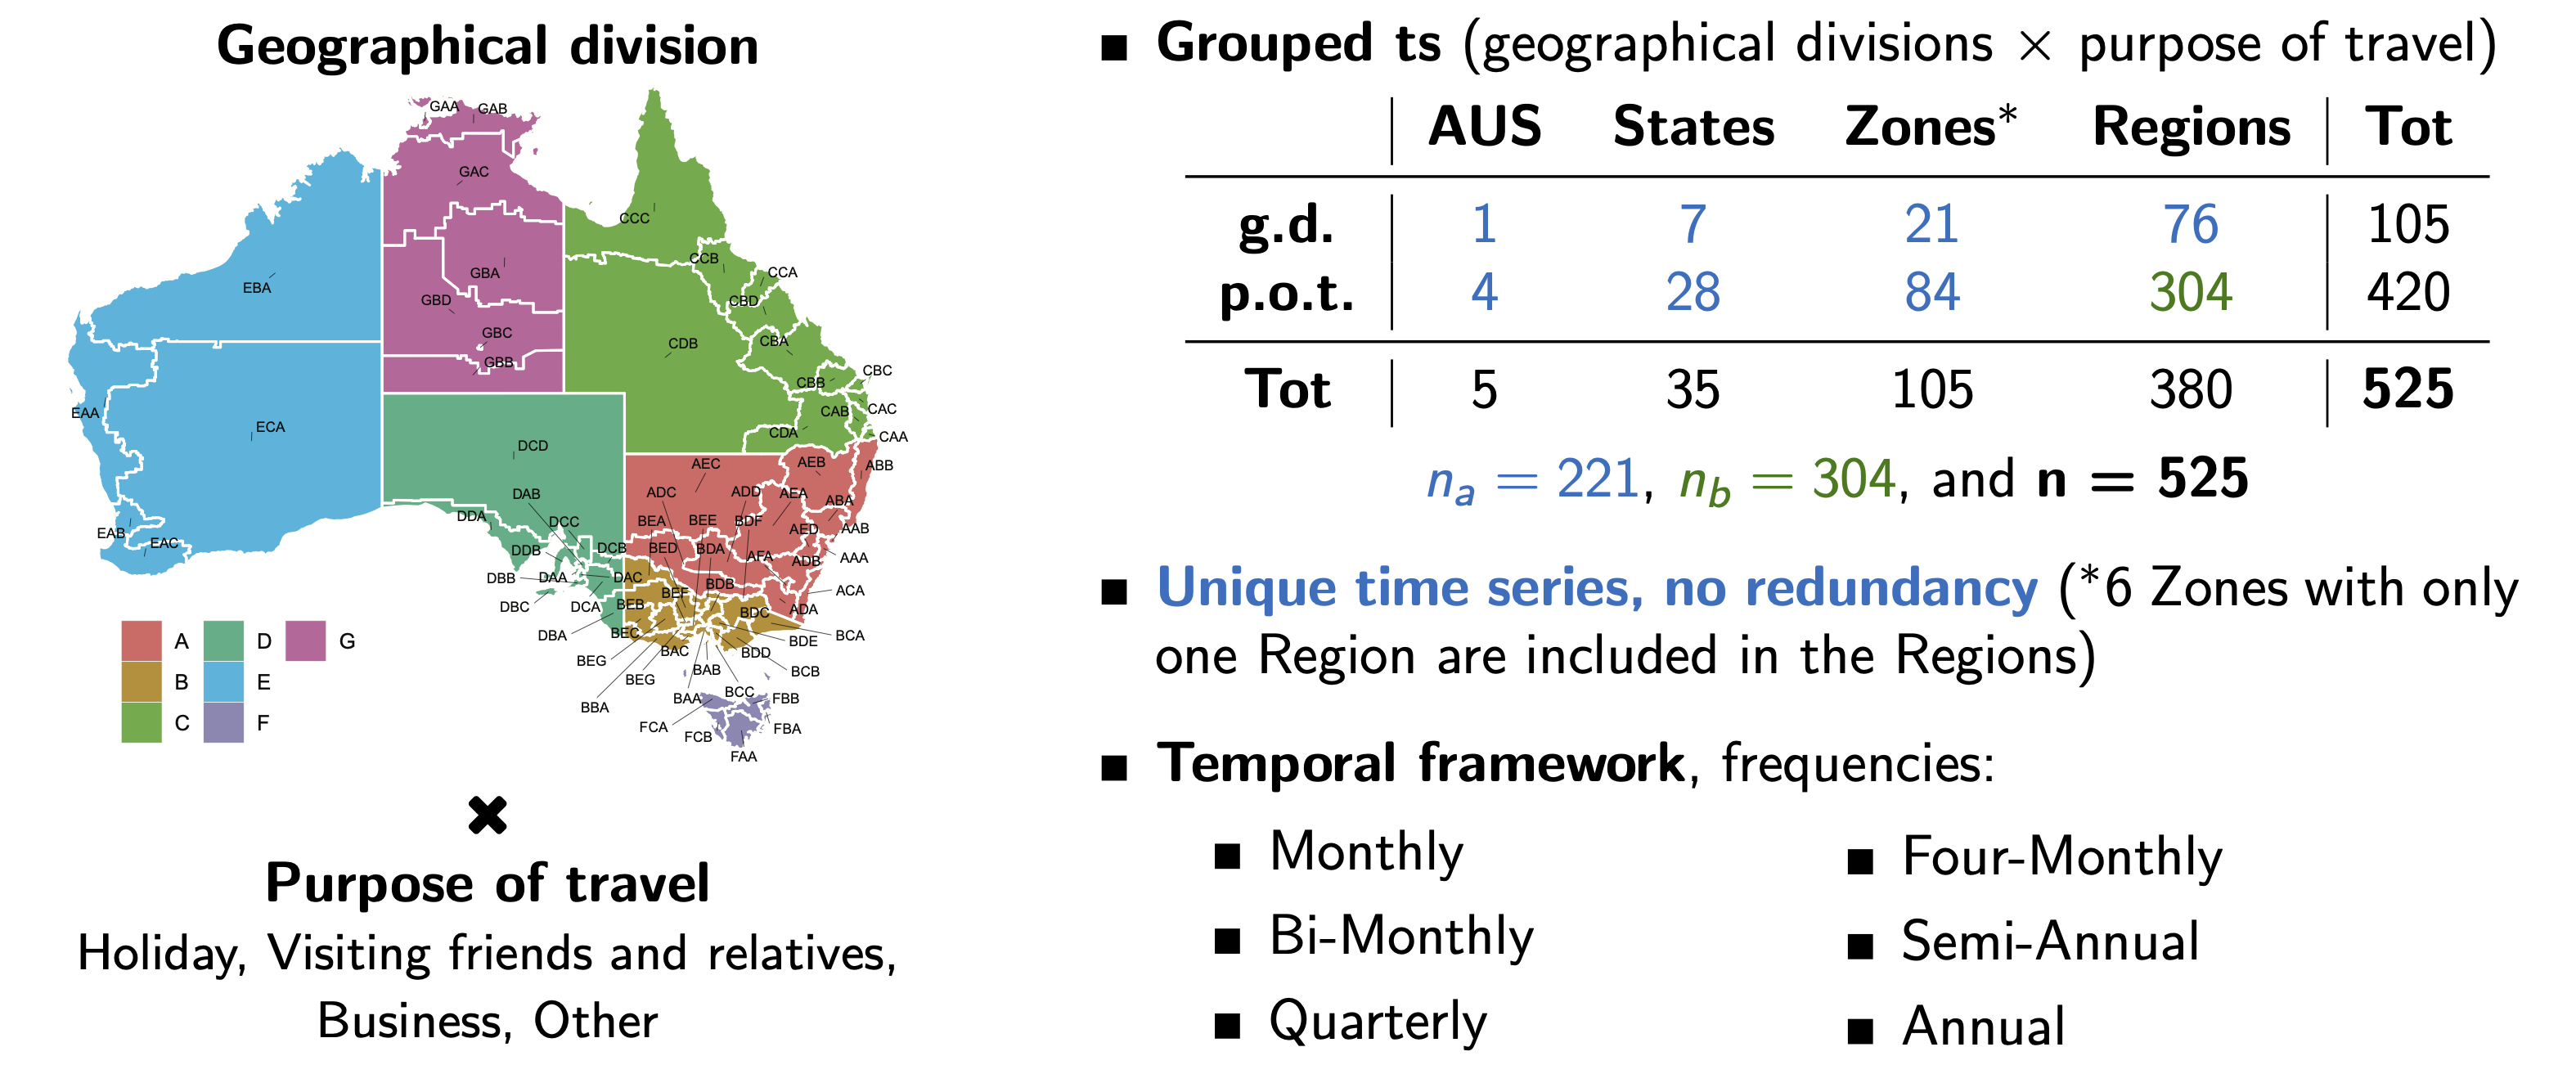 Geographical division
GAA GAB
GAC
CCC
CCB
CCA
GBA
EBA
GBD
CBD
GBC
CDB
CBA
GBB
CBC
CBB
EAA
CAB
CAC
ECA
CDA
CAA
DCD
AEC
AEB
ABB
DAB
ADC
ADD
AEA
ABA
DDA
DCC
BEA
BEE
BDF
AED
AAB
EAB
EAC
DDB
DCB
BED
BDA
AFA
ADB
AAA
DBB
DAA
DAC
BDB
DBC
DCA
BEB
BEF
BDC
ADA
ACA
DBA
BEC
BDE
BCA
BEG
BAC
BDD
BEG
BAB
BCB
BBA
BAA
BCC
FBB
FCA
FCB
FBA
FAA
A D G
B E
C F
✖
Purpose of travel
Holiday, Visiting friends and relatives,
Business, Other
■ Grouped ts (geographical divisions × purpose of travel)
AUS States Zones* Regions Tot
g.d. 1 7 21 76 105
p.o.t. 4 28 84 304 420
Tot 5 35 105 380 525
nₐ = 221, n_b = 304, and n = 525
■ Unique time series, no redundancy (*6 Zones with only
one Region are included in the Regions)
■ Temporal framework, frequencies:
■ Monthly
■ Bi-Monthly
■ Quarterly
■ Four-Monthly
■ Semi-Annual
■ Annual